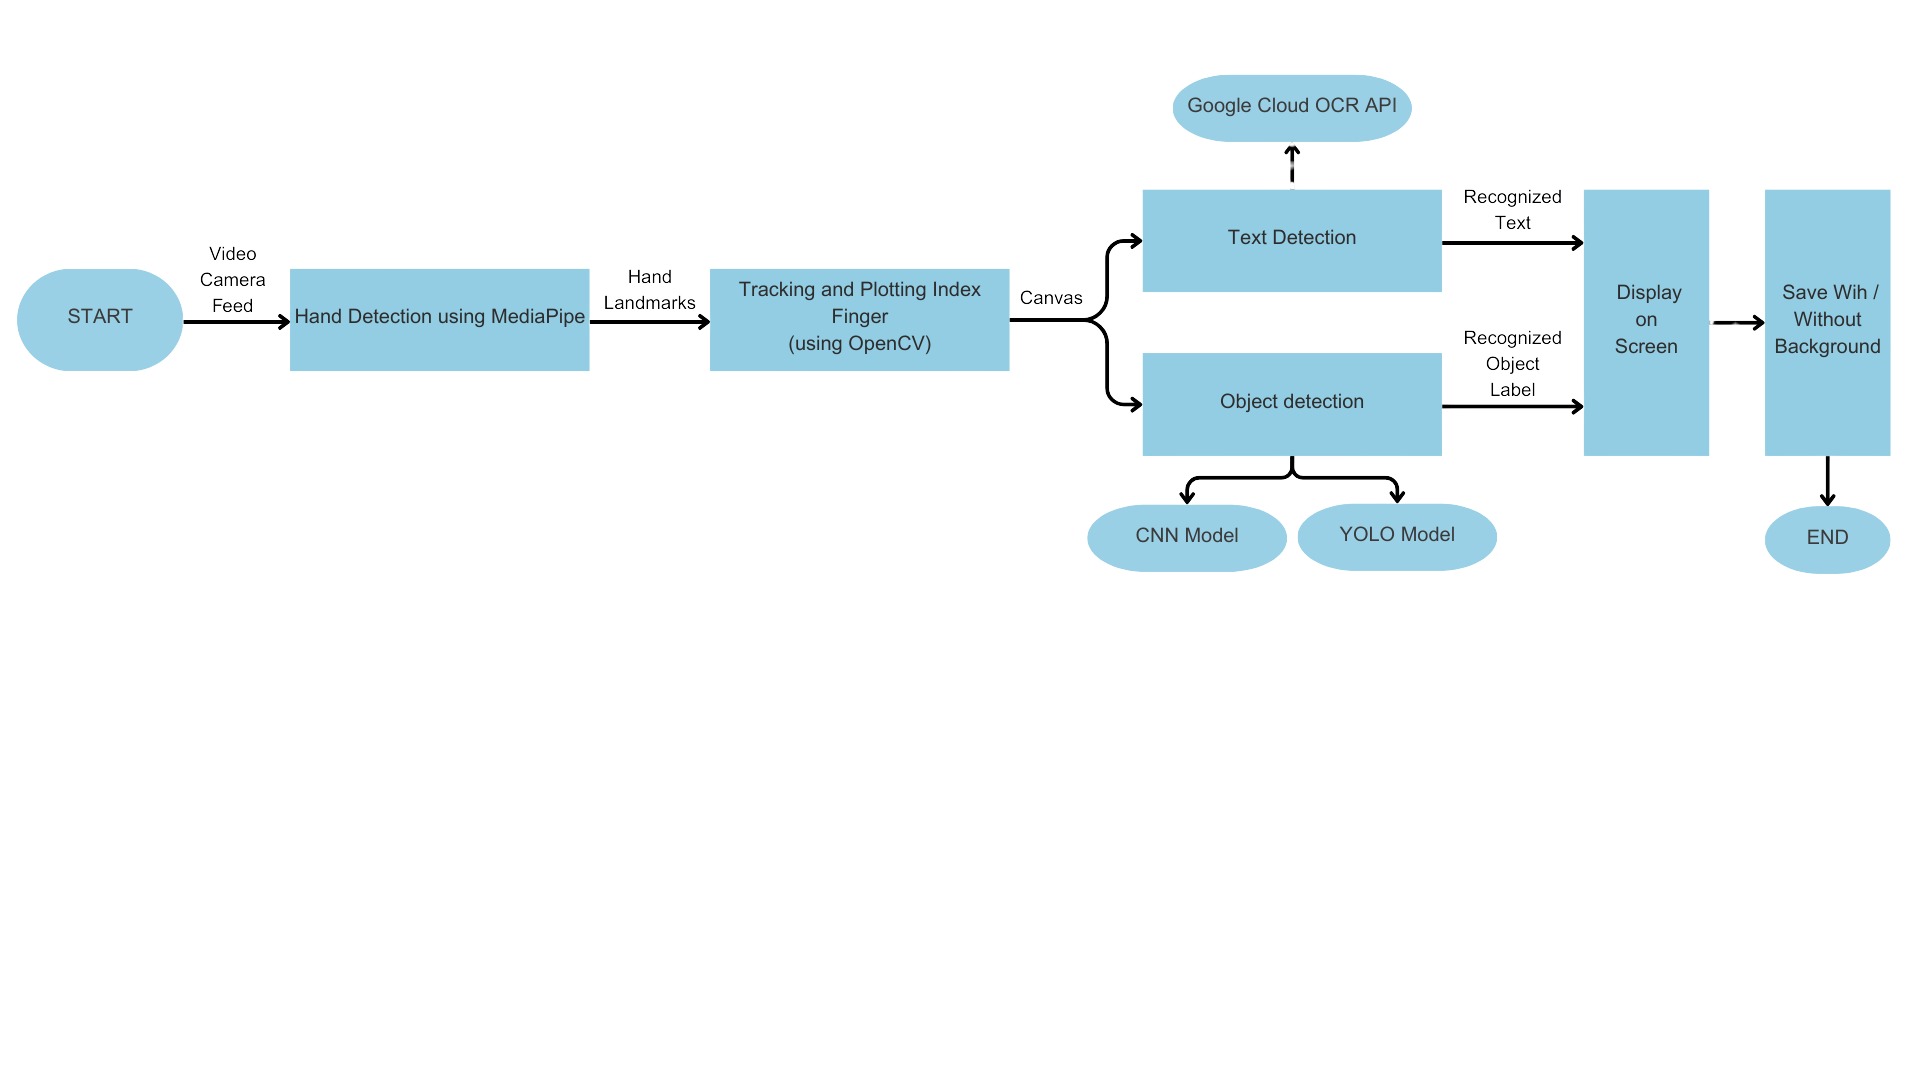 START
Video
Camera
Feed
Hand Detection using MediaPipe
Hand
Landmarks
Tracking and Plotting Index
Finger
(using OpenCV)
Canvas
Google Cloud OCR API
Text Detection
Recognized
Text
Object detection
Recognized
Object
Label
CNN Model
YOLO Model
Display
on
Screen
Save Wih /
Without
Background
END